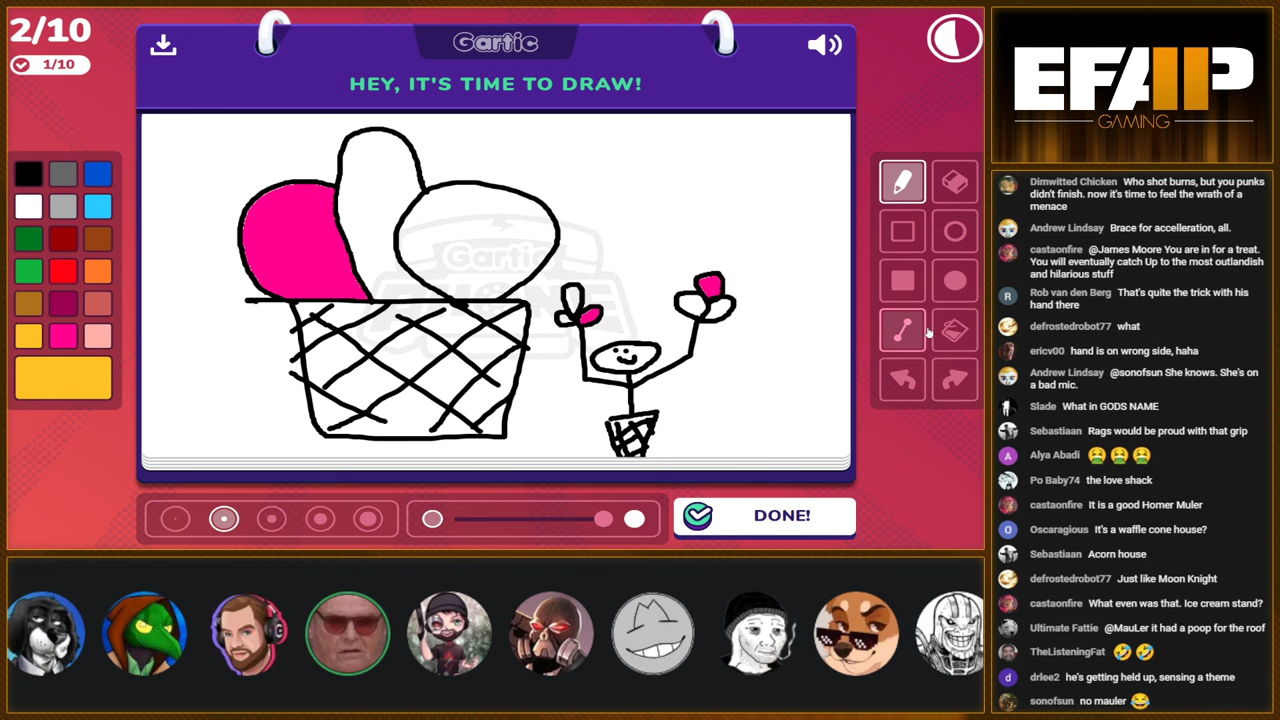 2/10
1/10
Gartic
HEY, IT'S TIME TO DRAW!
Gartic
PHONE
DONE!
EFAP
GAMING
Dimwitted Chicken Who shot burns, but you punks
didn't finish. now it's time to feel the wrath of a
menace
Andrew Lindsay Brace for accelleration, all.
castaonfire @James Moore You are in for a treat.
You will eventually catch Up to the most outlandish
and hilarious stuff
R Rob van den Berg That's quite the trick with his
hand there
defrostedrobot77 what
ericv00 hand is on wrong side, haha
Andrew Lindsay @sonofsun She knows. She's on
a bad mic.
Slade What in GODS NAME
Sebastiaan Rags would be proud with that grip
A Alya Abadi 🤮🤮🤮
Po Baby74 the love shack
castaonfire It is a good Homer Muler
O Oscaragious It's a waffle cone house?
Sebastiaan Acorn house
defrostedrobot77 Just like Moon Knight
castaonfire What even was that. Ice cream stand?
Ultimate Fattie @MauLer it had a poop for the roof
TheListeningFat 🤣🤣
d drlee2 he's getting held up, sensing a theme
sonofsun no mauler 😂